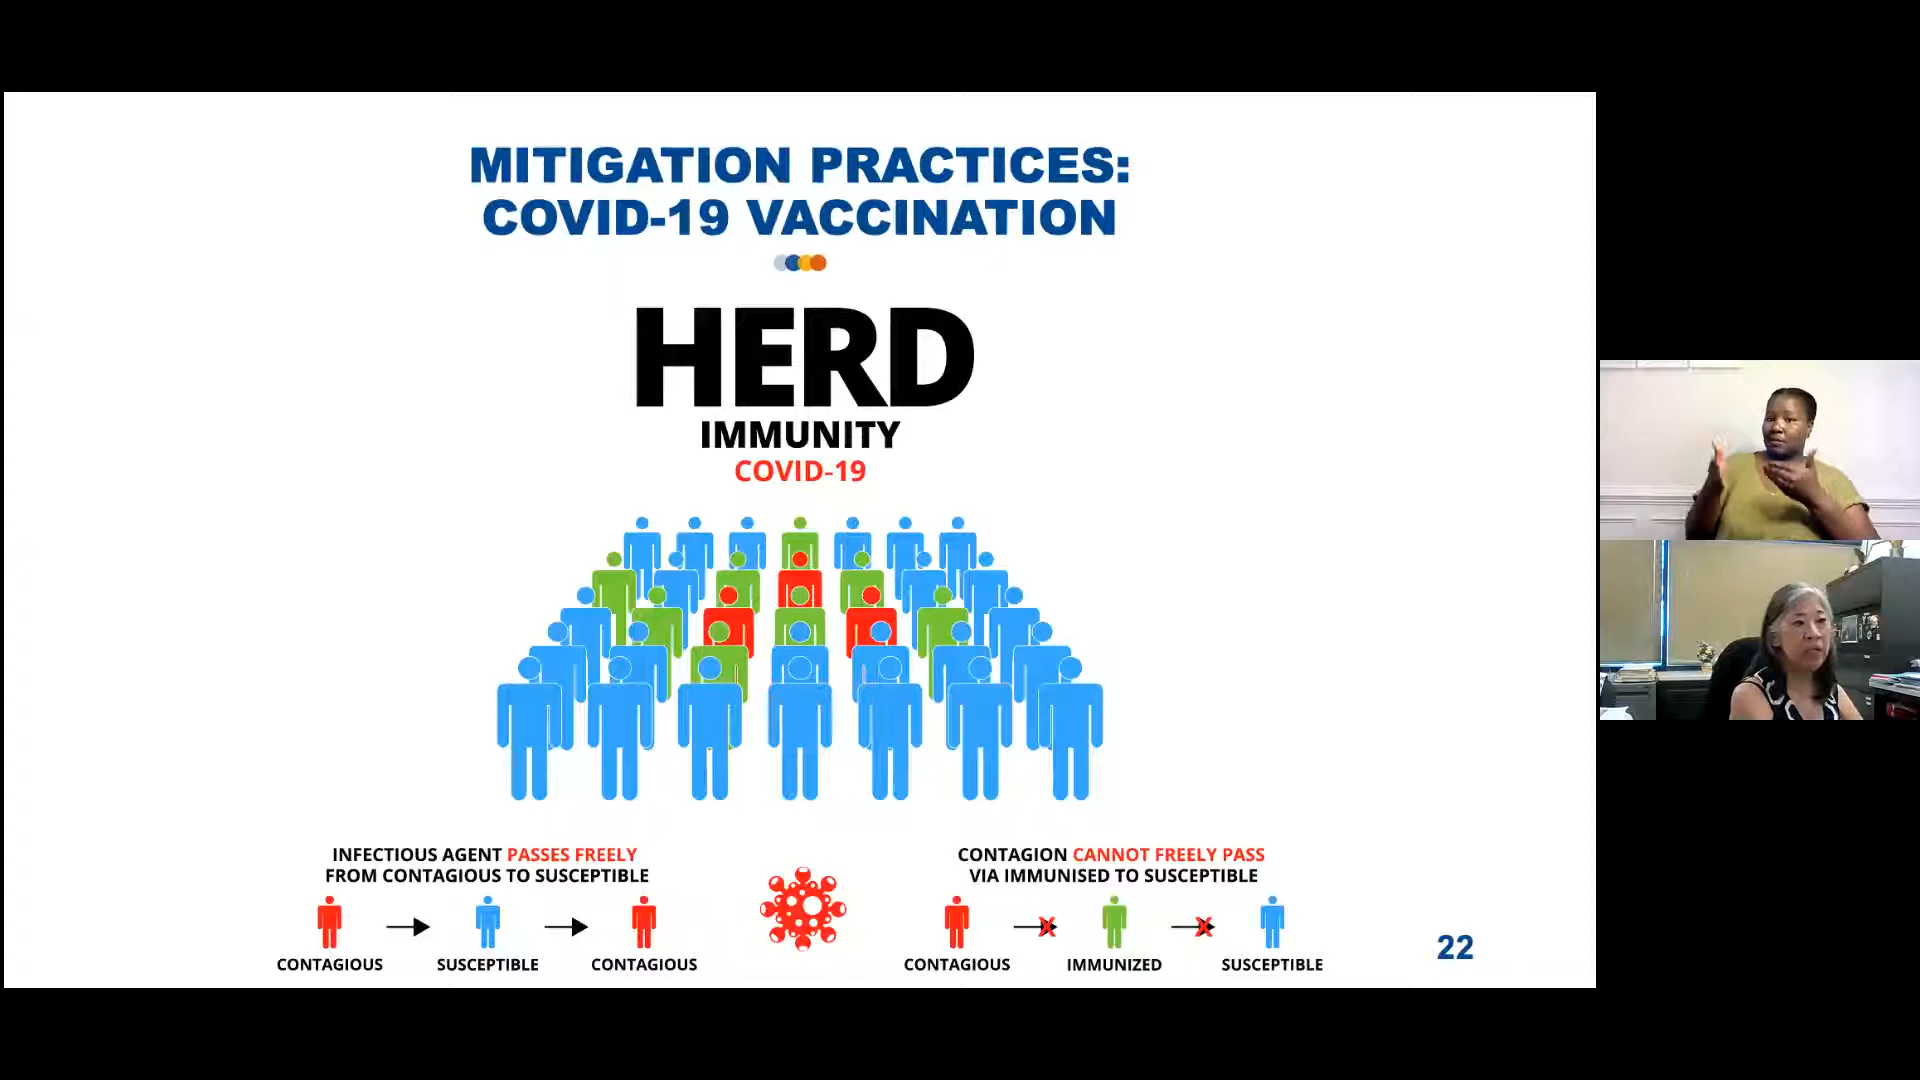 MITIGATION PRACTICES:
COVID-19 VACCINATION
HERD
IMMUNITY
COVID-19
INFECTIOUS AGENT PASSES FREELY
FROM CONTAGIOUS TO SUSCEPTIBLE
CONTAGIOUS
SUSCEPTIBLE
CONTAGIOUS
CONTAGION CANNOT FREELY PASS
VIA IMMUNISED TO SUSCEPTIBLE
CONTAGIOUS
IMMUNIZED
SUSCEPTIBLE
22